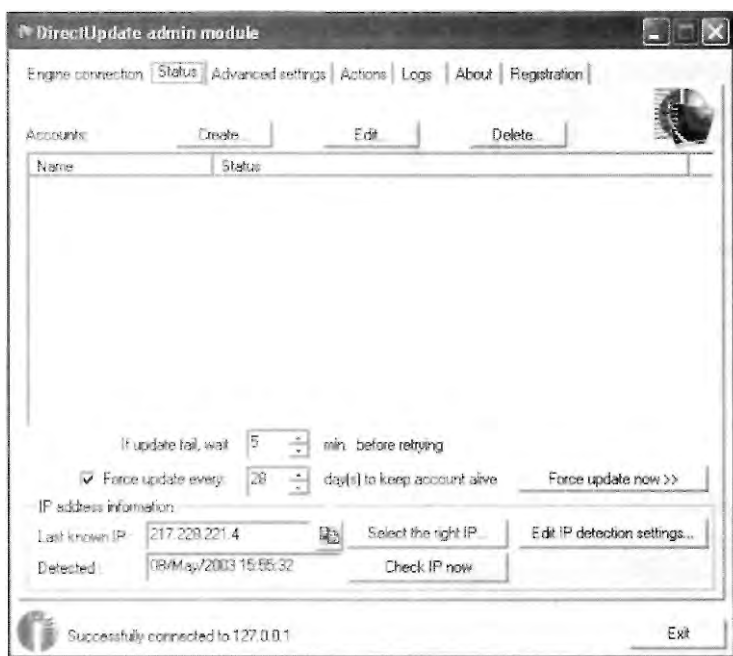 DirectUpdate admin module
Engine connection Status Advanced settings Actions Logs About Registration
Accounts: Create... Edit... Delete...
Name Status
If update fail, wait 5 min. before retrying
Force update every: 28 day(s) to keep account alive Force update now >>
IP address information
Last known IP: 217.229.221.4 Select the right IP... Edit IP detection settings...
Detected: 08/May/2003 15:55:32 Check IP now
Successfully connected to 127.0.0.1 Exit